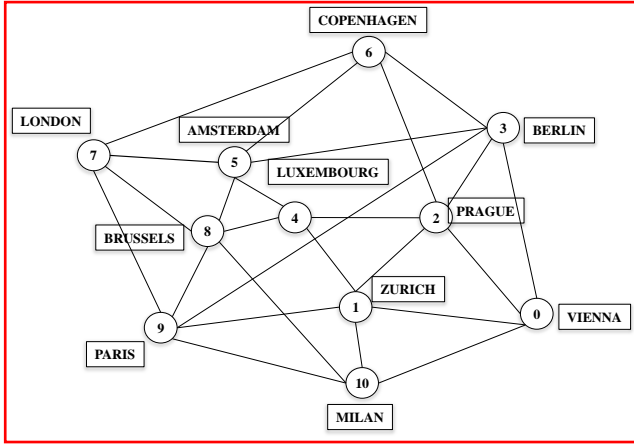 COPENHAGEN
6
LONDON
AMSTERDAM
3
BERLIN
7
5
LUXEMBOURG
4
2
PRAGUE
8
BRUSSELS
ZURICH
1
0
VIENNA
9
PARIS
10
MILAN